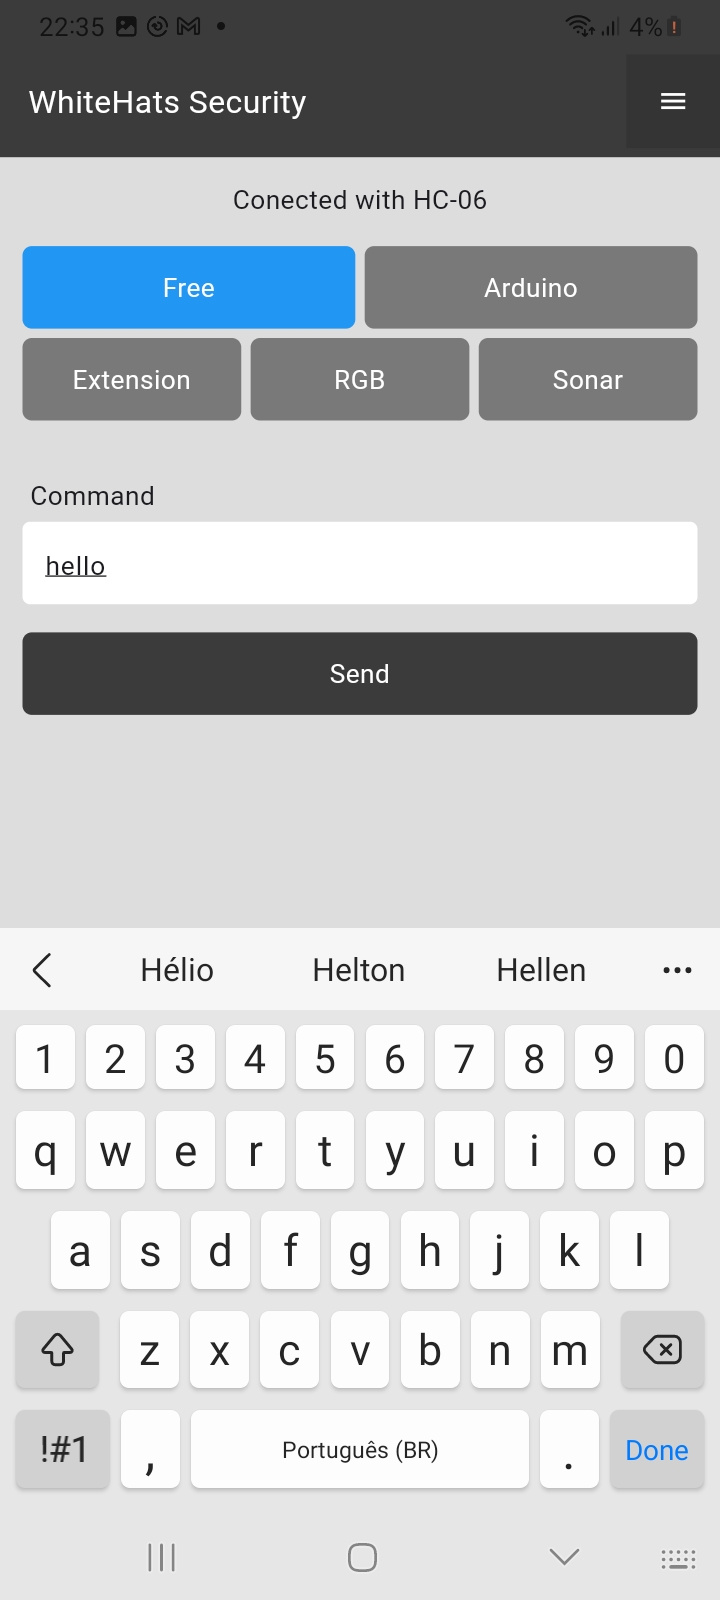 22:35 4%
WhiteHats Security
Conected with HC-06
Free Arduino
Extension RGB Sonar
Command
hello
Send
Hélio Helton Hellen
1 2 3 4 5 6 7 8 9 0
q w e r t y u i o p
a s d f g h j k l
z x c v b n m
!#1 , Português (BR) . Done